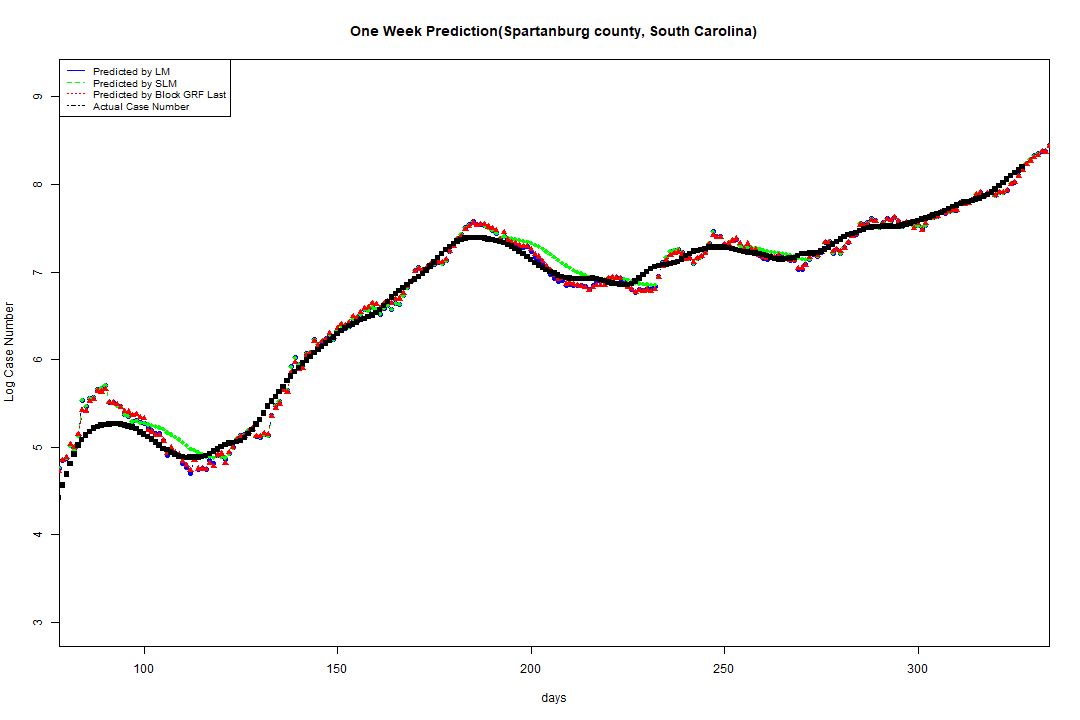 One Week Prediction(Spartanburg county, South Carolina)
Predicted by LM
Predicted by SLM
Predicted by Block GRF Last
Actual Case Number
9
8
7
6
5
4
3
Log Case Number
100 150 200 250 300
days